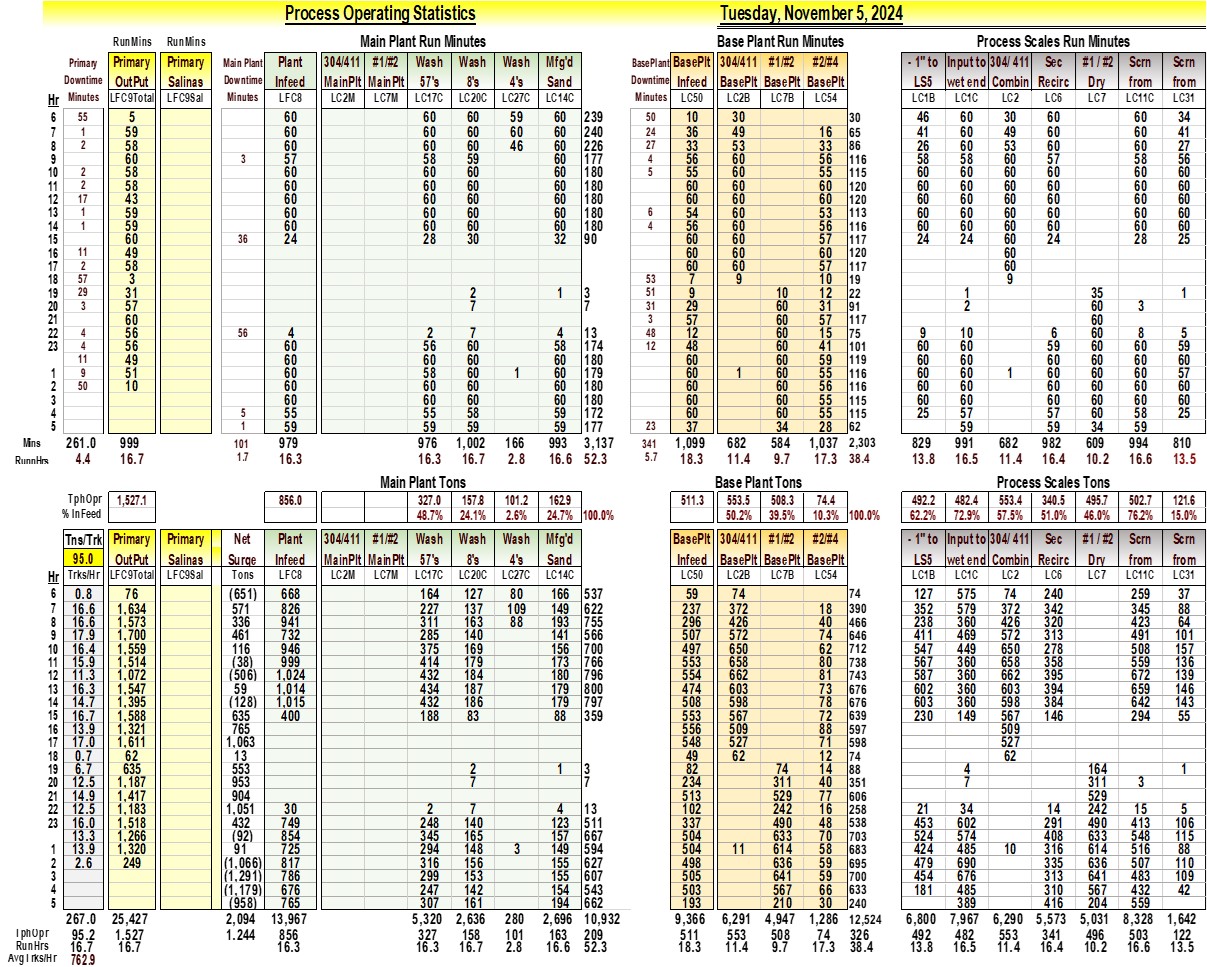 Process Operating Statistics Tuesday, November 5, 2024
RunMins RunMins Main Plant Run Minutes Base Plant Run Minutes Process Scales Run Minutes
Primary Primary Primary Main Plant Plant 304/411 #1/#2 Wash Wash Wash Mfg'd BasePlant BasePlt 304/411 #1/#2 #2/#4 - 1" to Input to 304/ 411 Sec #1 / #2 Scrn Scrn
Downtime OutPut Salinas Downtime Infeed MainPlt MainPlt 57's 8's 4's Sand Downtime Infeed BasePlt BasePlt BasePlt LS5 wet end Combin Recirc Dry from from
Hr Minutes LFC9Total LFC9Sal Minutes LFC8 LC2M LC7M LC17C LC20C LC27C LC14C Minutes LC50 LC2B LC7B LC54 LC1B LC1C LC2 LC6 LC7 LC11C LC31
6 55 5 60 60 60 59 60 239 50 10 30 30 46 60 30 60 60 34
7 1 59 60 60 60 60 60 240 24 36 49 16 65 41 60 49 60 60 41
8 2 58 60 60 60 46 60 226 27 33 53 33 86 26 60 53 60 60 27
9 60 3 57 58 59 60 177 4 56 60 56 116 58 58 60 57 58 56
10 2 58 60 60 60 60 180 5 55 60 55 115 60 60 60 60 60 60
11 2 58 60 60 60 60 180 60 60 60 120 60 60 60 60 60 60
12 17 43 60 60 60 60 180 60 60 60 120 60 60 60 60 60 60
13 1 59 60 60 60 60 180 6 54 60 53 113 60 60 60 60 60 60
14 1 59 60 60 60 60 180 4 56 60 56 116 60 60 60 60 60 60
15 60 36 24 28 30 32 90 60 60 57 117 24 24 60 24 28 25
16 11 49 60 60 60 120 60
17 2 58 60 60 57 117 60
18 57 3 53 7 9 10 19 9
19 29 31 2 1 3 51 9 10 12 22 1 35 1
20 3 57 7 7 31 29 60 31 91 2 60 3
21 60 3 57 60 57 117 60
22 4 56 56 4 2 7 4 13 48 12 60 15 75 9 10 6 60 8 5
23 4 56 60 56 60 58 174 12 48 60 41 101 60 60 59 60 60 59
11 49 60 60 60 60 180 60 60 59 119 60 60 60 60 60 60
1 9 51 60 58 60 1 60 179 60 1 60 55 116 60 60 1 60 60 60 57
2 50 10 60 60 60 60 180 60 60 56 116 60 60 60 60 60 60
3 60 60 60 60 180 60 60 55 115 60 60 60 60 60 60
4 5 55 55 58 59 172 60 60 55 115 25 57 57 60 58 25
5 1 59 59 60 59 177 23 37 34 28 62 59 59 34 59
Mins 261.0 999 101 979 976 1,002 166 993 3,137 341 1,099 682 584 1,037 2,303 829 991 682 982 609 994 810
RunnHrs 4.4 16.7 1.7 16.3 16.3 16.7 2.8 16.6 52.3 5.7 18.3 11.4 9.7 17.3 38.4 13.8 16.5 11.4 16.4 10.2 16.6 13.5
Main Plant Tons Base Plant Tons Process Scales Tons
TphOpr 1,527.1 856.0 327.0 157.8 101.2 162.9 511.3 553.5 508.3 74.4 492.2 482.4 553.4 340.5 495.7 502.7 121.6
% InFeed 48.7% 24.1% 2.6% 24.7% 100.0% 50.2% 39.5% 10.3% 100.0% 62.2% 72.9% 57.5% 51.0% 46.0% 76.2% 15.0%
Tns/Trk Primary Primary Net Plant 304/411 #1/#2 Wash Wash Wash Mfg'd BasePlt 304/411 #1/#2 #2/#4 - 1" to Input to 304/ 411 Sec #1 / #2 Scrn Scrn
95.0 OutPut Salinas Surge Infeed MainPlt MainPlt 57's 8's 4's Sand Infeed BasePlt BasePlt BasePlt LS5 wet end Combin Recirc Dry from from
Hr Trks/Hr LFC9Total LFC9Sal Tons LFC8 LC2M LC7M LC17C LC20C LC27C LC14C LC50 LC2B LC7B LC54 LC1B LC1C LC2 LC6 LC7 LC11C LC31
6 0.8 76 (651) 668 164 127 80 166 537 59 74 74 127 575 74 240 259 37
7 16.6 1,634 571 826 227 137 109 149 622 237 372 18 390 352 579 372 342 345 88
8 16.6 1,573 336 941 311 163 88 193 755 296 426 40 466 238 360 426 320 423 64
9 17.9 1,700 461 732 285 140 141 566 507 572 74 646 411 469 572 313 491 101
10 16.4 1,559 116 946 375 169 156 700 497 650 62 712 547 449 650 278 508 157
11 15.9 1,514 (38) 999 414 179 173 766 553 658 80 738 567 360 658 358 559 136
12 11.3 1,072 (506) 1,024 432 184 180 796 554 662 81 743 587 360 662 395 672 139
13 16.3 1,547 59 1,014 434 187 179 800 474 603 73 676 602 360 603 394 659 146
14 14.7 1,395 (128) 1,015 432 186 179 797 508 598 78 676 603 360 598 384 642 143
15 16.7 1,588 635 400 188 83 88 359 553 567 72 639 230 149 567 146 294 55
16 13.9 1,321 765 556 509 88 597 509
17 17.0 1,611 1,063 548 527 71 598 527
18 0.7 62 13 49 62 12 74 62
19 6.7 635 553 2 1 3 82 74 14 88 4 164 1
20 12.5 1,187 953 7 7 234 311 40 351 7 311 3
21 14.9 1,417 904 513 529 77 606 529
22 12.5 1,183 1,051 30 2 7 4 13 102 242 16 258 21 34 14 242 15 5
23 16.0 1,518 432 749 248 140 123 511 337 490 48 538 453 602 291 490 413 106
13.3 1,266 (92) 854 345 165 157 667 504 633 70 703 524 574 408 633 548 115
1 13.9 1,320 91 725 294 148 3 149 594 504 11 614 58 683 424 485 10 316 614 516 88
2 2.6 249 (1,066) 817 316 156 155 627 498 636 59 695 479 690 335 636 507 110
3 (1,291) 786 299 153 155 607 505 641 59 700 454 676 313 641 483 109
4 (1,179) 676 247 142 154 543 503 567 66 633 181 485 310 567 432 42
5 (958) 765 307 161 194 662 193 210 30 240 389 416 204 559
267.0 25,427 2,094 13,967 5,320 2,636 280 2,696 10,932 9,366 6,291 4,947 1,286 12,524 6,800 7,967 6,290 5,573 5,031 8,328 1,642
TphOpr 95.2 1,527 1.244 856 327 158 101 163 209 511 553 508 74 326 492 482 553 341 496 503 122
RunHrs 16.7 16.7 16.3 16.3 16.7 2.8 16.6 52.3 18.3 11.4 9.7 17.3 38.4 13.8 16.5 11.4 16.4 10.2 16.6 13.5
AvgTrks/Hr 762.9